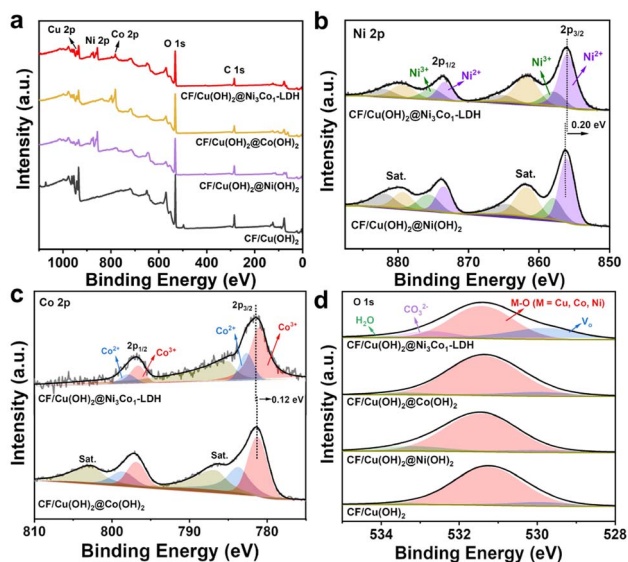 a
Cu 2p
Ni 2p
Co 2p
O 1s
C 1s
CF/Cu(OH)2@Ni3Co1-LDH
CF/Cu(OH)2@Co(OH)2
CF/Cu(OH)2@Ni(OH)2
CF/Cu(OH)2
Intensity (a.u.)
1000 800 600 400 200 0
Binding Energy (eV)
b
Ni 2p
2p3/2
2p1/2
Ni3+
Ni2+
Ni3+
Ni2+
CF/Cu(OH)2@Ni3Co1-LDH
0.20 eV
Sat.
Sat.
CF/Cu(OH)2@Ni(OH)2
Intensity (a.u.)
880 870 860 850
Binding Energy (eV)
c
Co 2p
2p3/2
Co2+
2p1/2
Co3+
Co2+
Co3+
CF/Cu(OH)2@Ni3Co1-LDH
0.12 eV
Sat.
Sat.
CF/Cu(OH)2@Co(OH)2
Intensity (a.u.)
810 800 790 780
Binding Energy (eV)
d
O 1s
M-O (M = Cu, Co, Ni)
CO32-
H2O
Vo
CF/Cu(OH)2@Ni3Co1-LDH
CF/Cu(OH)2@Co(OH)2
CF/Cu(OH)2@Ni(OH)2
CF/Cu(OH)2
Intensity (a.u.)
534 532 530 528
Binding Energy (eV)